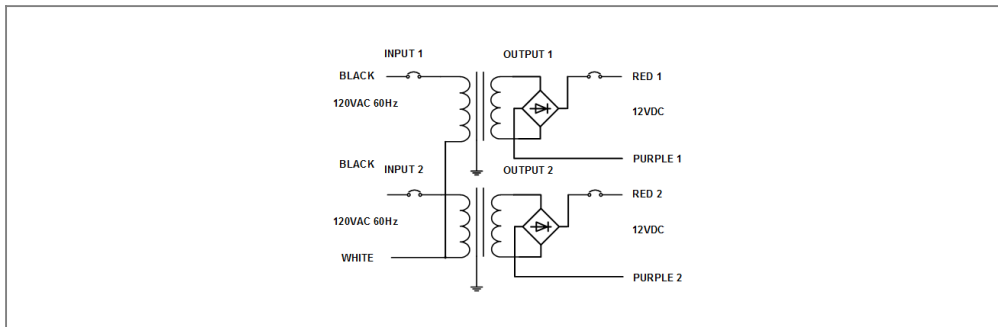 INPUT 1
OUTPUT 1
BLACK
RED 1
120VAC 60Hz
12VDC
PURPLE 1
BLACK
INPUT 2
OUTPUT 2
RED 2
120VAC 60Hz
12VDC
WHITE
PURPLE 2